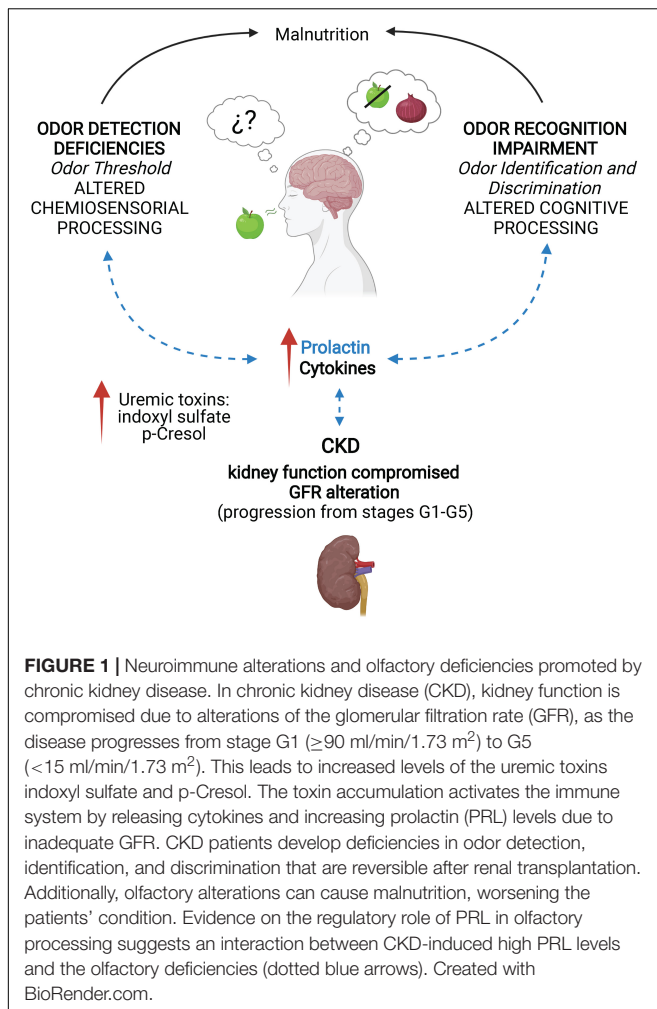 Malnutrition
¿?
ODOR DETECTION
DEFICIENCIES
Odor Threshold
ALTERED
CHEMIOSENSORIAL
PROCESSING
ODOR RECOGNITION
IMPAIRMENT
Odor Identification and
Discrimination
ALTERED COGNITIVE
PROCESSING
Prolactin
Cytokines
Uremic toxins:
indoxyl sulfate
p-Cresol
CKD
kidney function compromised
GFR alteration
(progression from stages G1-G5)
FIGURE 1 | Neuroimmune alterations and olfactory deficiencies promoted by
chronic kidney disease. In chronic kidney disease (CKD), kidney function is
compromised due to alterations of the glomerular filtration rate (GFR), as the
disease progresses from stage G1 (≥90 ml/min/1.73 m²) to G5
(<15 ml/min/1.73 m²). This leads to increased levels of the uremic toxins
indoxyl sulfate and p-Cresol. The toxin accumulation activates the immune
system by releasing cytokines and increasing prolactin (PRL) levels due to
inadequate GFR. CKD patients develop deficiencies in odor detection,
identification, and discrimination that are reversible after renal transplantation.
Additionally, olfactory alterations can cause malnutrition, worsening the
patients' condition. Evidence on the regulatory role of PRL in olfactory
processing suggests an interaction between CKD-induced high PRL levels
and the olfactory deficiencies (dotted blue arrows). Created with
BioRender.com.